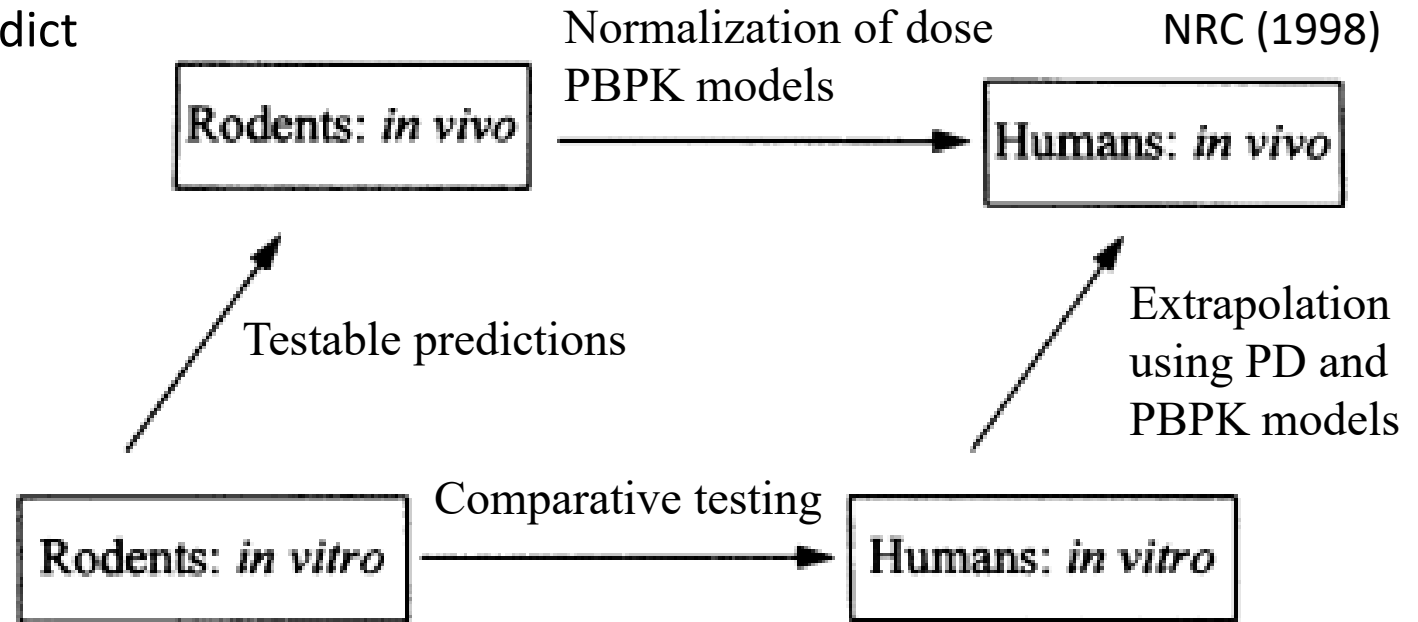 dict
Normalization of dose
PBPK models
NRC (1998)
Rodents: in vivo
Humans: in vivo
Testable predictions
Extrapolation
using PD and
PBPK models
Comparative testing
Rodents: in vitro
Humans: in vitro